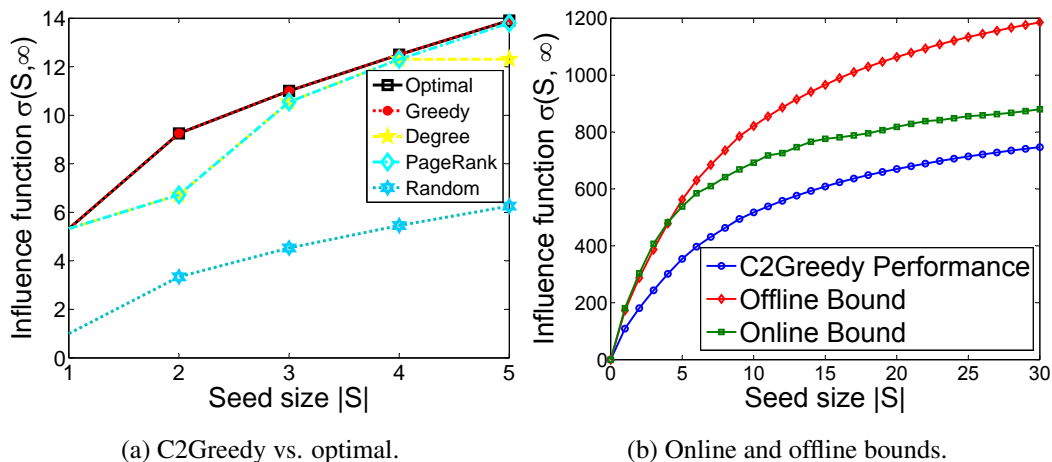 14
12
10
8
6
4
2
0
Influence function σ(S,∞)
Optimal
Greedy
Degree
PageRank
Random
1 2 3 4 5
Seed size |S|
(a) C2Greedy vs. optimal.
1200
1000
800
600
400
200
0
Influence function σ(S, ∞)
C2Greedy Performance
Offline Bound
Online Bound
0 5 10 15 20 25 30
Seed size |S|
(b) Online and offline bounds.